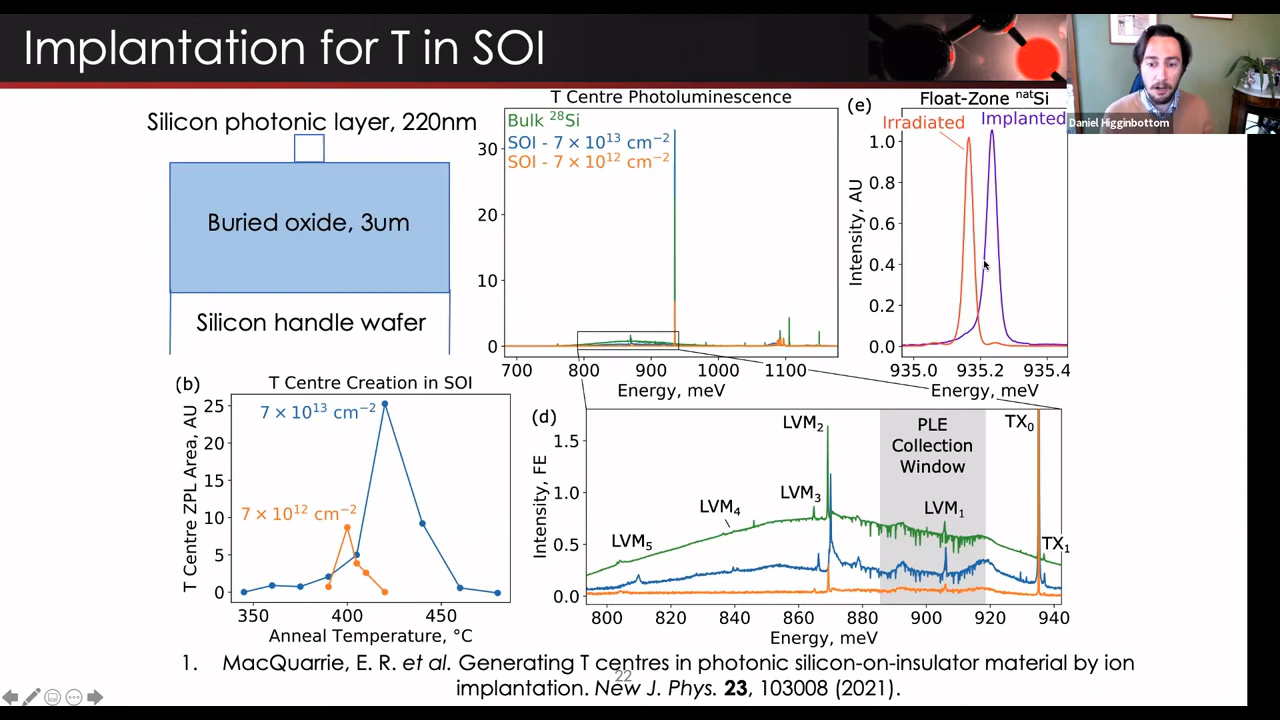 Implantation for T in SOI
Daniel Higginbottom
Silicon photonic layer, 220nm
Buried oxide, 3um
Silicon handle wafer
T Centre Photoluminescence
Bulk ²⁸Si
SOI - 7 × 10¹³ cm⁻²
SOI - 7 × 10¹² cm⁻²
30
20
10
0
700 800 900 1000 1100
Energy, meV
(e)
Float-Zone ⁿᵃᵗSi
Irradiated
Implanted
Intensity, AU
1.0
0.8
0.6
0.4
0.2
0.0
935.0 935.2 935.4
Energy, meV
(b)
T Centre Creation in SOI
7 × 10¹³ cm⁻²
7 × 10¹² cm⁻²
T Centre ZPL Area, AU
25
20
15
10
5
0
350 400 450
Anneal Temperature, °C
(d)
Intensity, FE
1.5
1.0
0.5
0.0
LVM₅
LVM₄
LVM₃
LVM₂
PLE
Collection
Window
LVM₁
TX₀
TX₁
800 820 840 860 880 900 920 940
Energy, meV
1. MacQuarrie, E. R. et al. Generating T centres in photonic silicon-on-insulator material by ion
implantation. New J. Phys. 23, 103008 (2021).
22